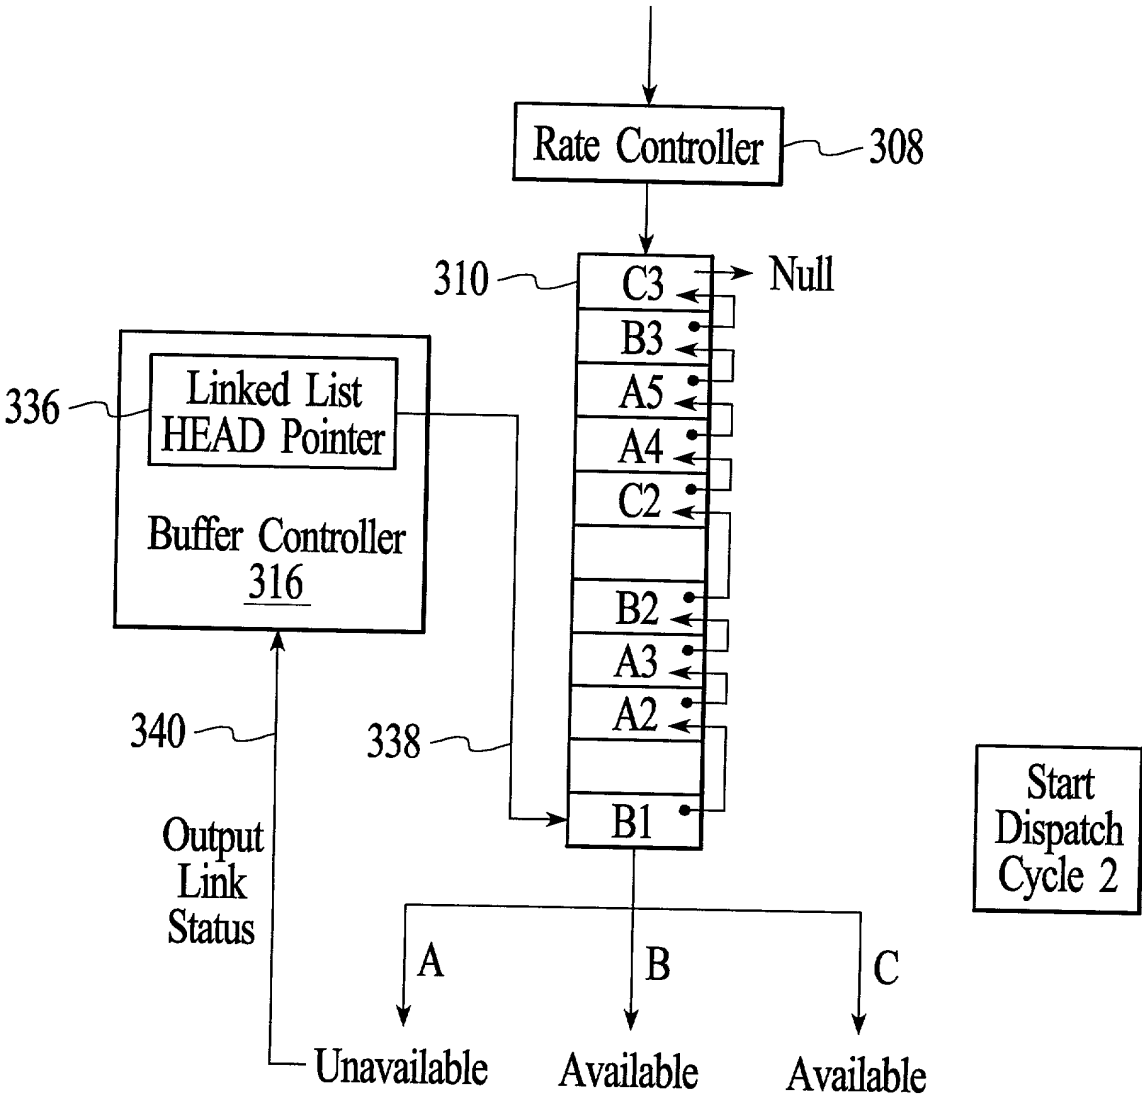 Rate Controller
308
310
C3
Null
B3
A5
A4
C2
B2
A3
A2
B1
336
Linked List
HEAD Pointer
Buffer Controller
316
340
338
Output
Link
Status
Start
Dispatch
Cycle 2
A
B
C
Unavailable
Available
Available